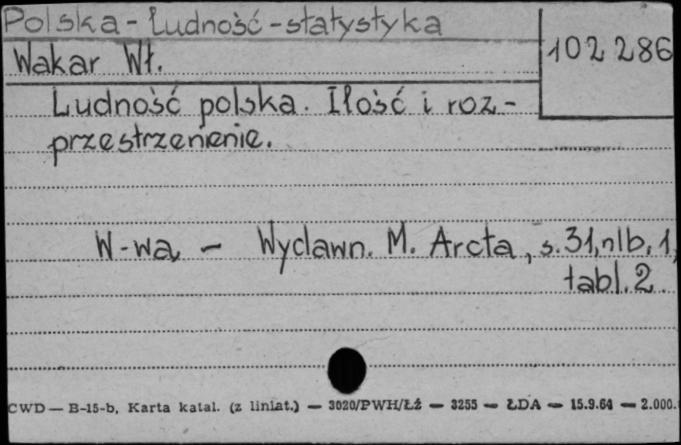 Polska - ludność - statystyka
Wakar Wł.
102 286
Ludność polska. Ilość i roz-
przestrzenienie.
W-wa, - Wydawn. M. Arcta, s. 31, nlb. 1,
tabl. 2.
CWD — B-15-b. Karta katal. (z liniat.) — 3020/PWH/Łź — 3255 — ŁDA — 15.9.64 — 2.000.